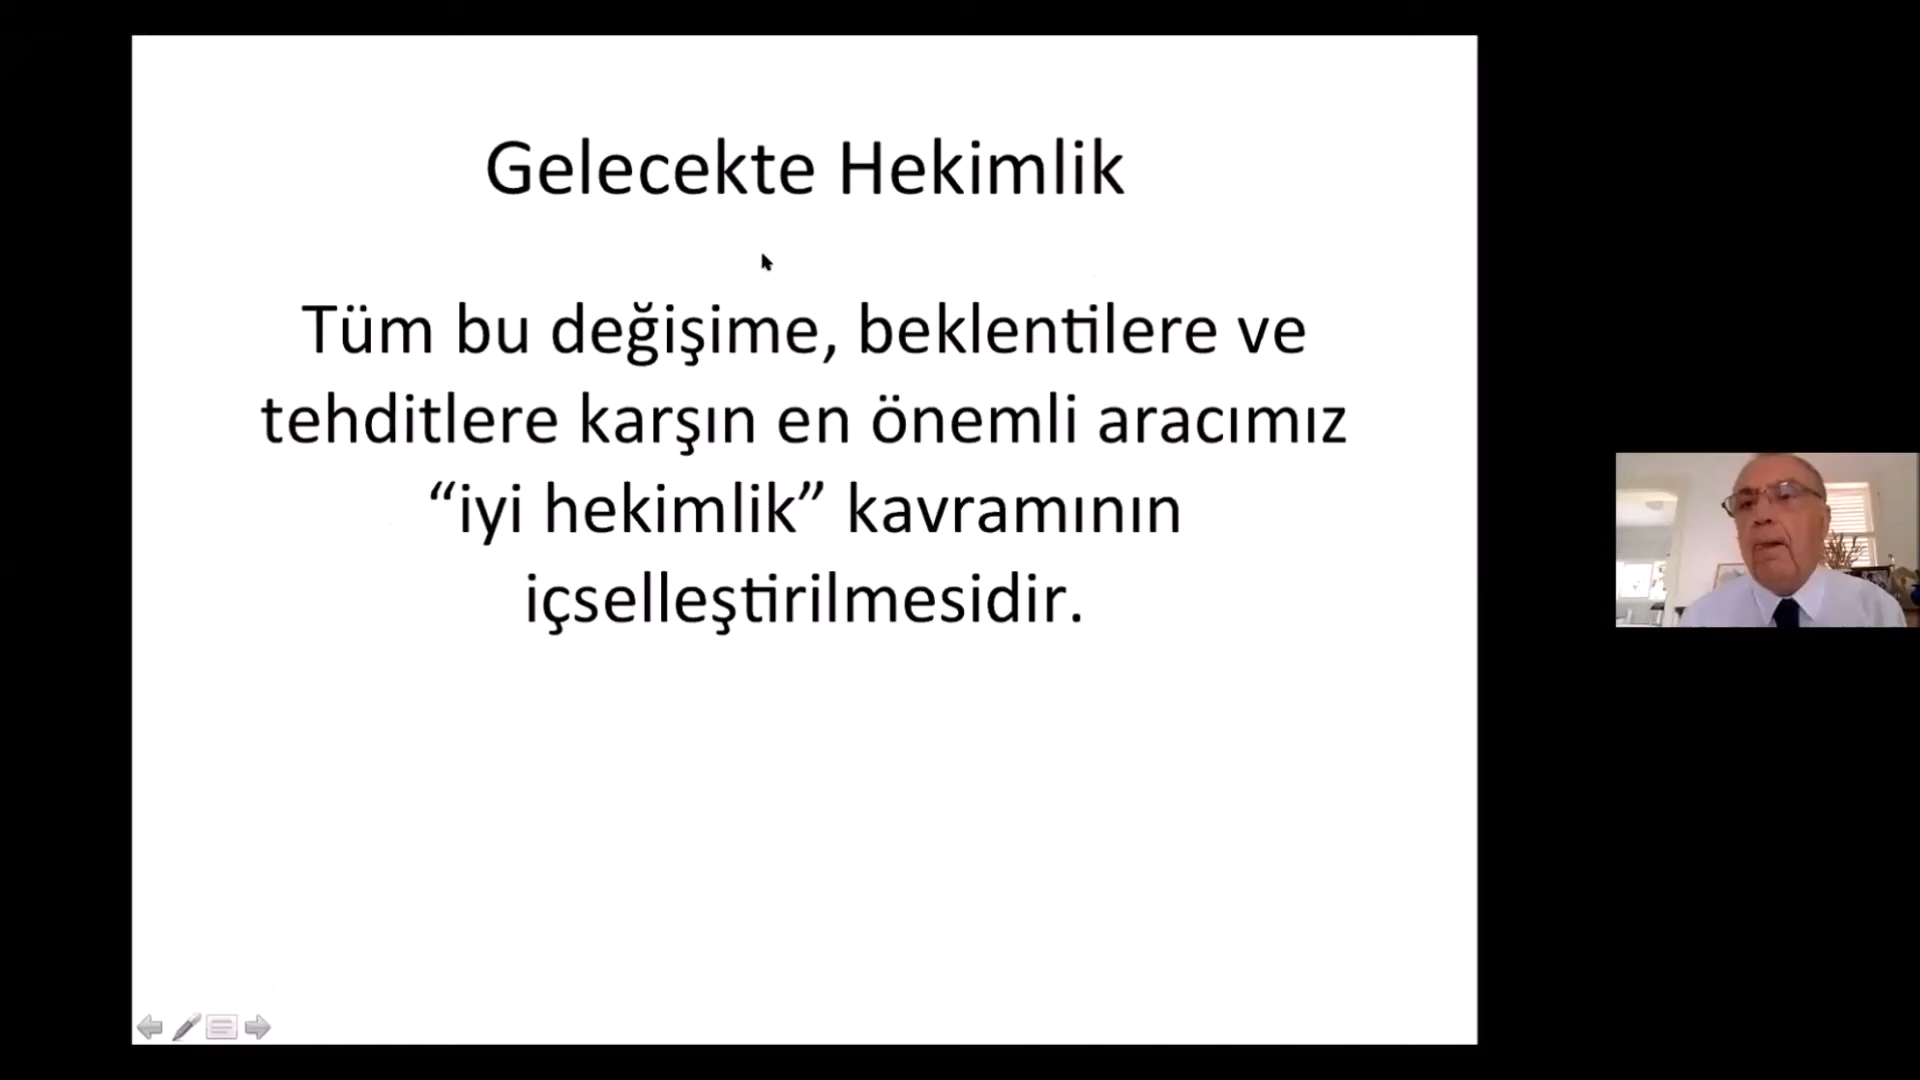 Gelecekte Hekimlik
Tüm bu değişime, beklentilere ve
tehditlere karşın en önemli aracımız
“iyi hekimlik” kavramının
içselleştirilmesidir.